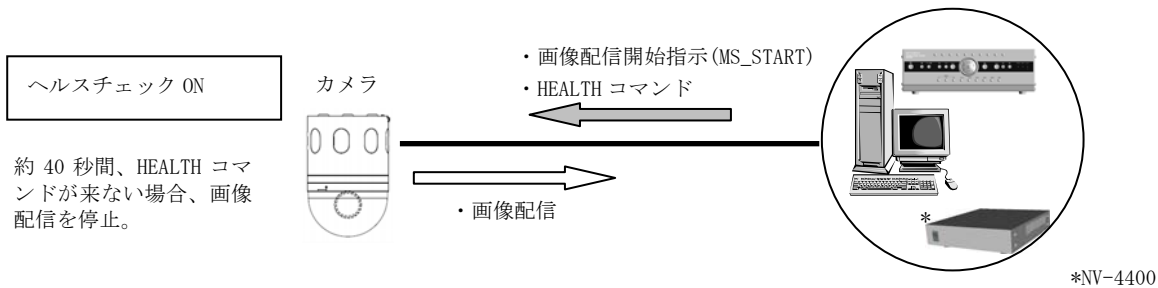 ヘルスチェック ON
約 40 秒間、HEALTH コマ
ンドが来ない場合、画像
配信を停止。
カメラ
・画像配信開始指示(MS_START)
・HEALTH コマンド
・画像配信
*
*NV-4400